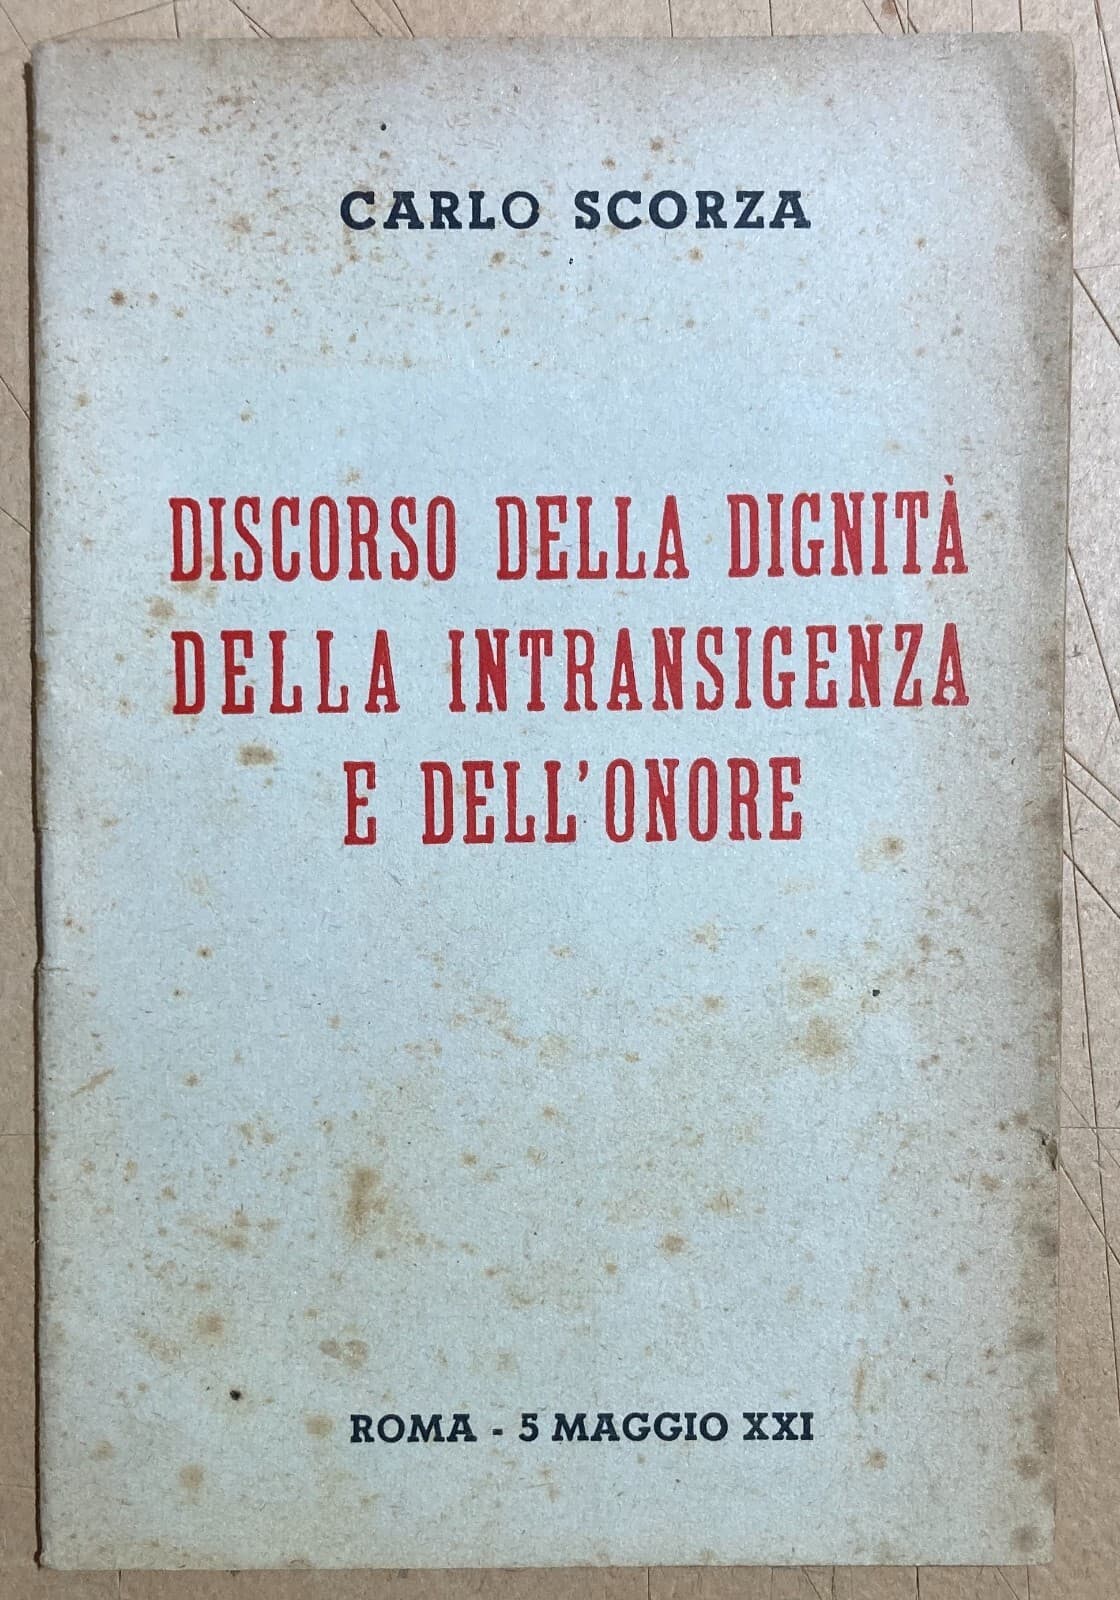 CARLO SCORZA
DISCORSO DELLA DIGNITÀ
DELLA INTRANSIGENZA
E DELL'ONORE
ROMA - 5 MAGGIO XXI